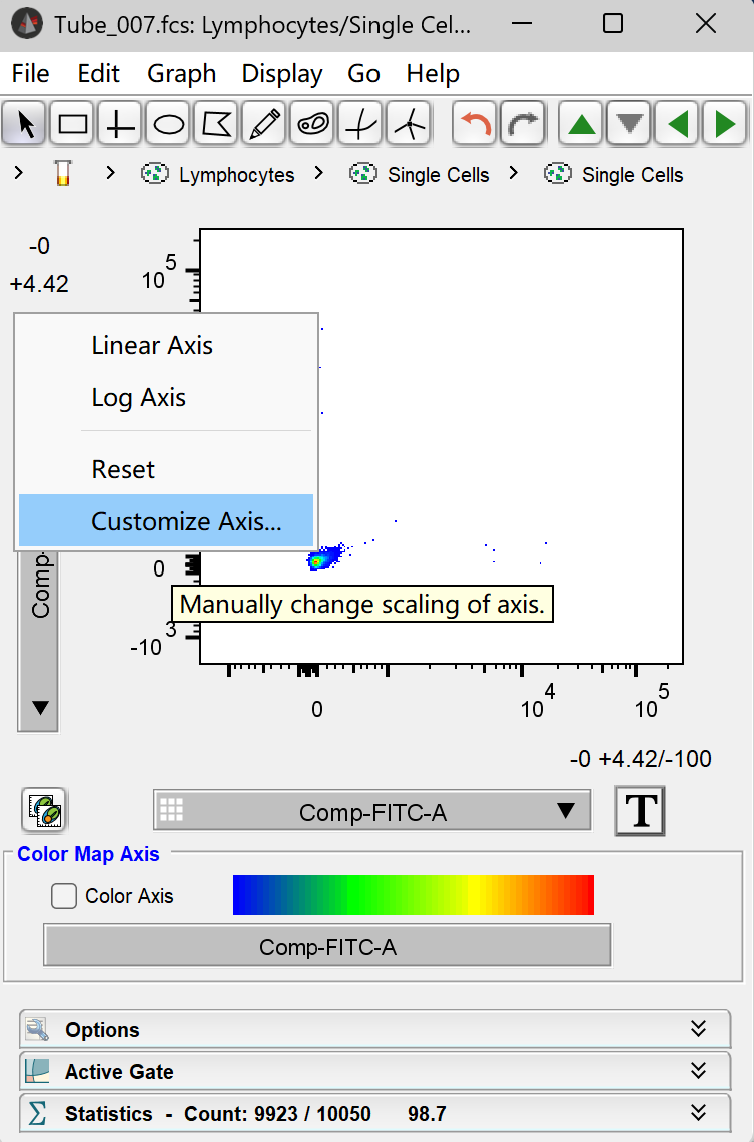 Tube_007.fcs: Lymphocytes/Single Cel...
File Edit Graph Display Go Help
> > Lymphocytes > Single Cells > Single Cells
-0
+4.42
10^5
Linear Axis
Log Axis
Reset
Customize Axis...
0
Comp-
Manually change scaling of axis.
-10^3
0 10^4 10^5
-0 +4.42/-100
Comp-FITC-A
T
Color Map Axis
Color Axis
Comp-FITC-A
Options
Active Gate
Σ Statistics - Count: 9923 / 10050 98.7